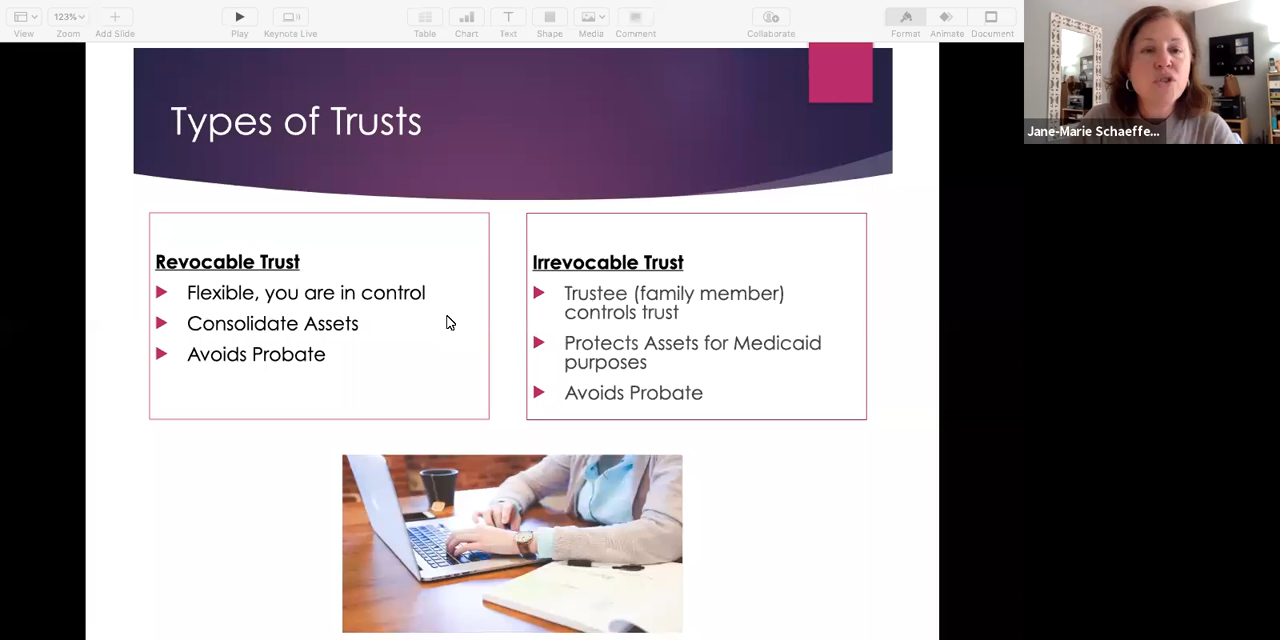 123%
View
Zoom
Add Slide
Play
Keynote Live
Table
Chart
Text
Shape
Media
Comment
Collaborate
Format
Animate
Document
Jane-Marie Schaeffe...
Types of Trusts
Revocable Trust
Flexible, you are in control
Consolidate Assets
Avoids Probate
Irrevocable Trust
Trustee (family member)
controls trust
Protects Assets for Medicaid
purposes
Avoids Probate